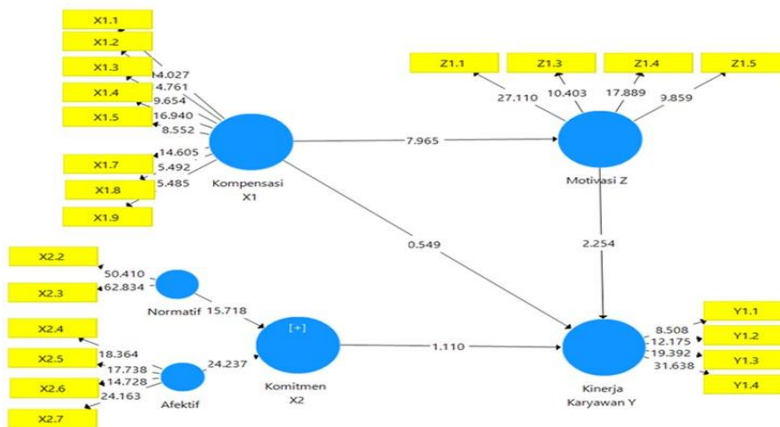 X1.1
X1.2
X1.3
X1.4
X1.5
X1.7
X1.8
X1.9
4.761
9.654
16.940
8.552
14.605
5.492
5.485
Kompensasi
X1
7.965
Z1.1
Z1.3
Z1.4
Z1.5
27.110
10.403
17.889
9.859
Motivasi Z
0.549
2.254
X2.2
X2.3
50.410
62.834
Normatif
15.718
X2.4
X2.5
X2.6
X2.7
18.364
17.738
14.728
24.163
Afektif
24.237
[+]
Komitmen
X2
1.110
Kinerja
Karyawan Y
8.508
12.175
19.392
31.638
Y1.1
Y1.2
Y1.3
Y1.4